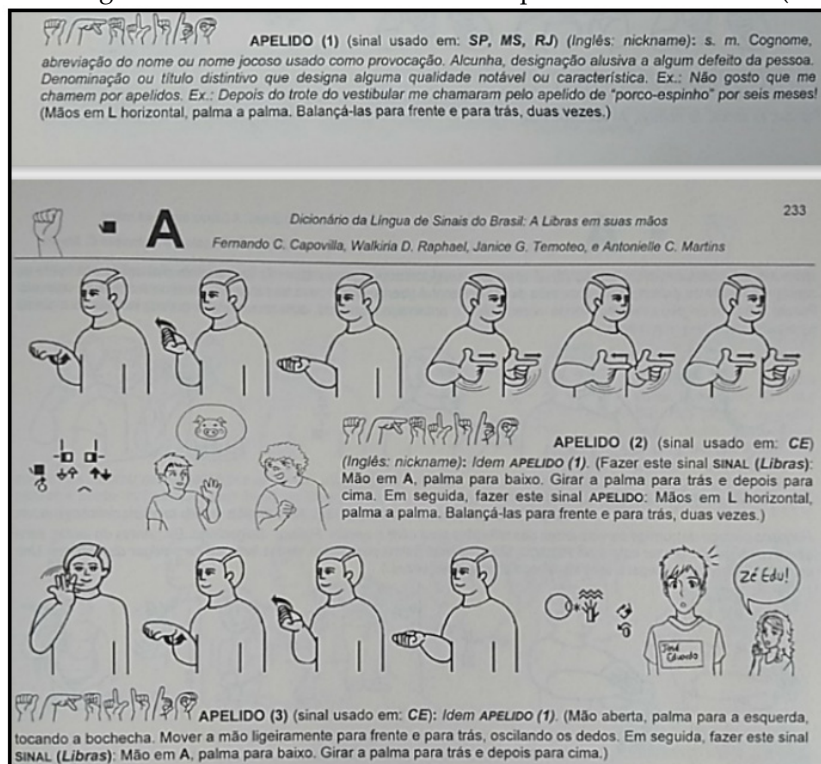 APELIDO (1) (sinal usado em: SP, MS, RJ) (Inglês: nickname): s. m. Cognome,
abreviação do nome ou nome jocoso usado como provocação. Alcunha, designação alusiva a algum defeito da pessoa.
Denominação ou título distintivo que designa alguma qualidade notável ou característica. Ex.: Não gosto que me
chamem por apelidos. Ex.: Depois do trote do vestibular me chamaram pelo apelido de "porco-espinho" por seis meses!
(Mãos em L horizontal, palma a palma. Balançá-las para frente e para trás, duas vezes.)
233
A
Dicionário da Língua de Sinais do Brasil: A Libras em suas mãos
Fernando C. Capovilla, Walkiria D. Raphael, Janice G. Temoteo, e Antonielle C. Martins
APELIDO (2) (sinal usado em: CE)
(Inglês: nickname): Idem APELIDO (1). (Fazer este sinal SINAL (Libras):
Mão em A, palma para baixo. Girar a palma para trás e depois para
cima. Em seguida, fazer este sinal APELIDO: Mãos em L horizontal,
palma a palma. Balançá-las para frente e para trás, duas vezes.)
Zé Edu!
José
Eduardo
APELIDO (3) (sinal usado em: CE): Idem APELIDO (1). (Mão aberta, palma para a esquerda,
tocando a bochecha. Mover a mão ligeiramente para frente e para trás, oscilando os dedos. Em seguida, fazer este sinal
SINAL (Libras): Mão em A, palma para baixo. Girar a palma para trás e depois para cima.)